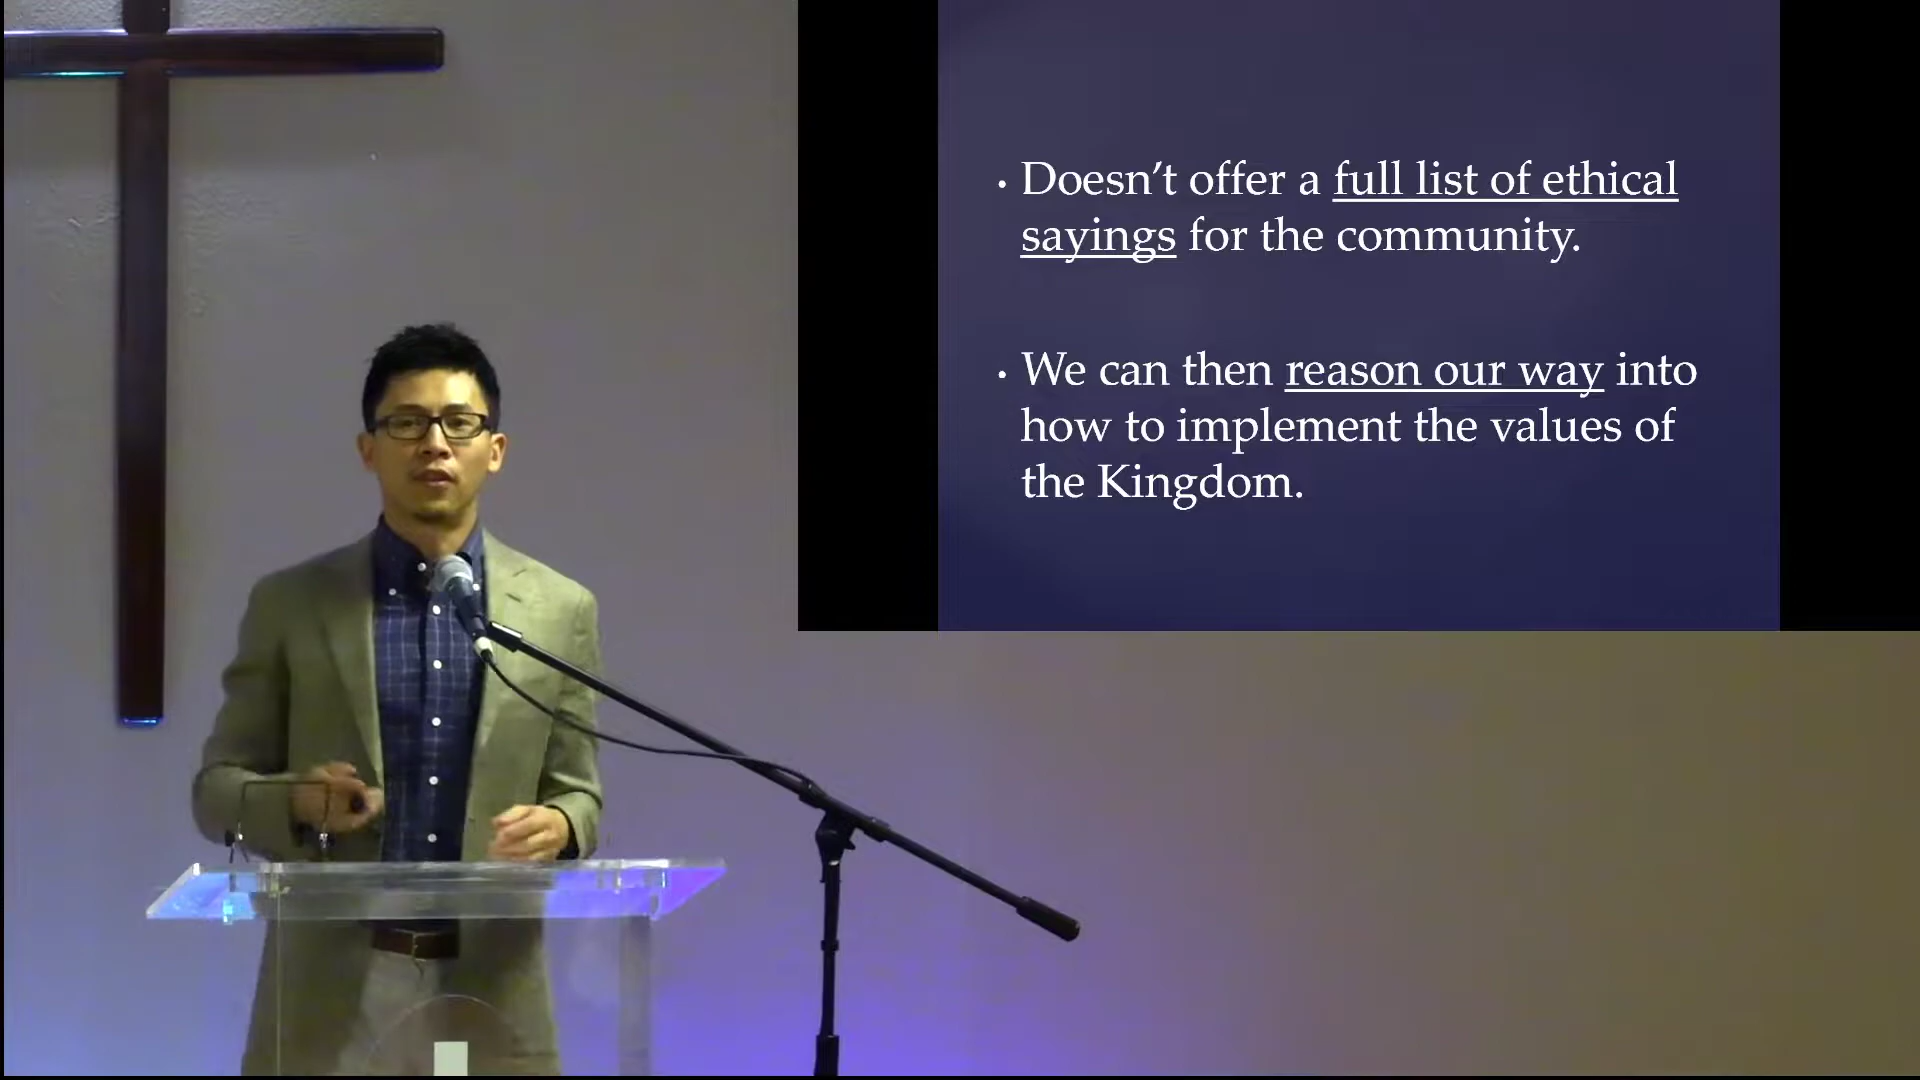 • Doesn’t offer a full list of ethical
sayings for the community.
• We can then reason our way into
how to implement the values of
the Kingdom.